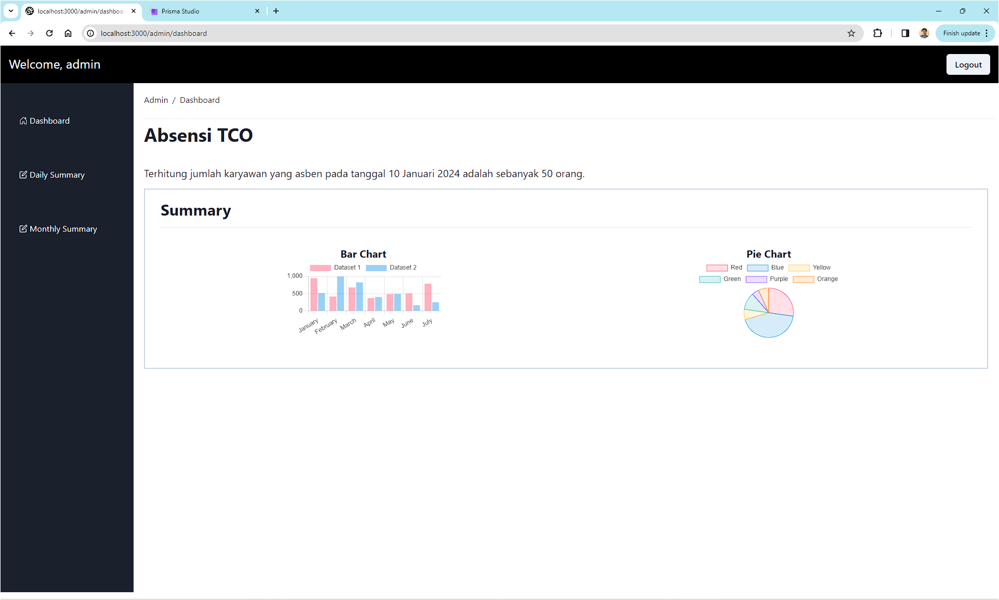 localhost:3000/admin/dashboa
Prisma Studio
localhost:3000/admin/dashboard
Finish update
Welcome, admin
Logout
Admin / Dashboard
Dashboard
Absensi TCO
Daily Summary
Terhitung jumlah karyawan yang asben pada tanggal 10 Januari 2024 adalah sebanyak 50 orang.
Monthly Summary
Summary
Bar Chart
Dataset 1 Dataset 2
1,000
500
0
January February March April May June July
Pie Chart
Red Blue Yellow
Green Purple Orange